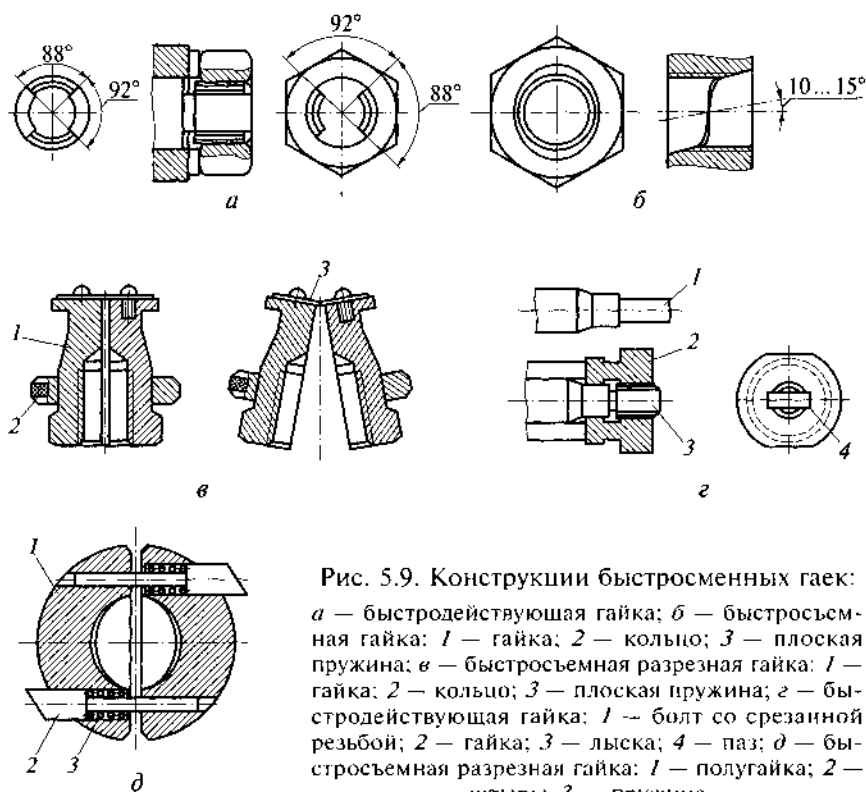 88°
92°
92°
88°
10 ... 15°
а
б
3
1
2
в
1
2
3
4
г
1
2
3
д
Рис. 5.9. Конструкции быстросменных гаек:
а — быстродействующая гайка; б — быстросъем-
ная гайка: 1 — гайка; 2 — кольцо; 3 — плоская
пружина; в — быстросъемная разрезная гайка: 1 —
гайка; 2 — кольцо; 3 — плоская пружина; г — бы-
стродействующая гайка: 1 — болт со срезанной
резьбой; 2 — гайка; 3 — лыска; 4 — паз; д — бы-
стросъемная разрезная гайка: 1 — полугайка; 2 —
3